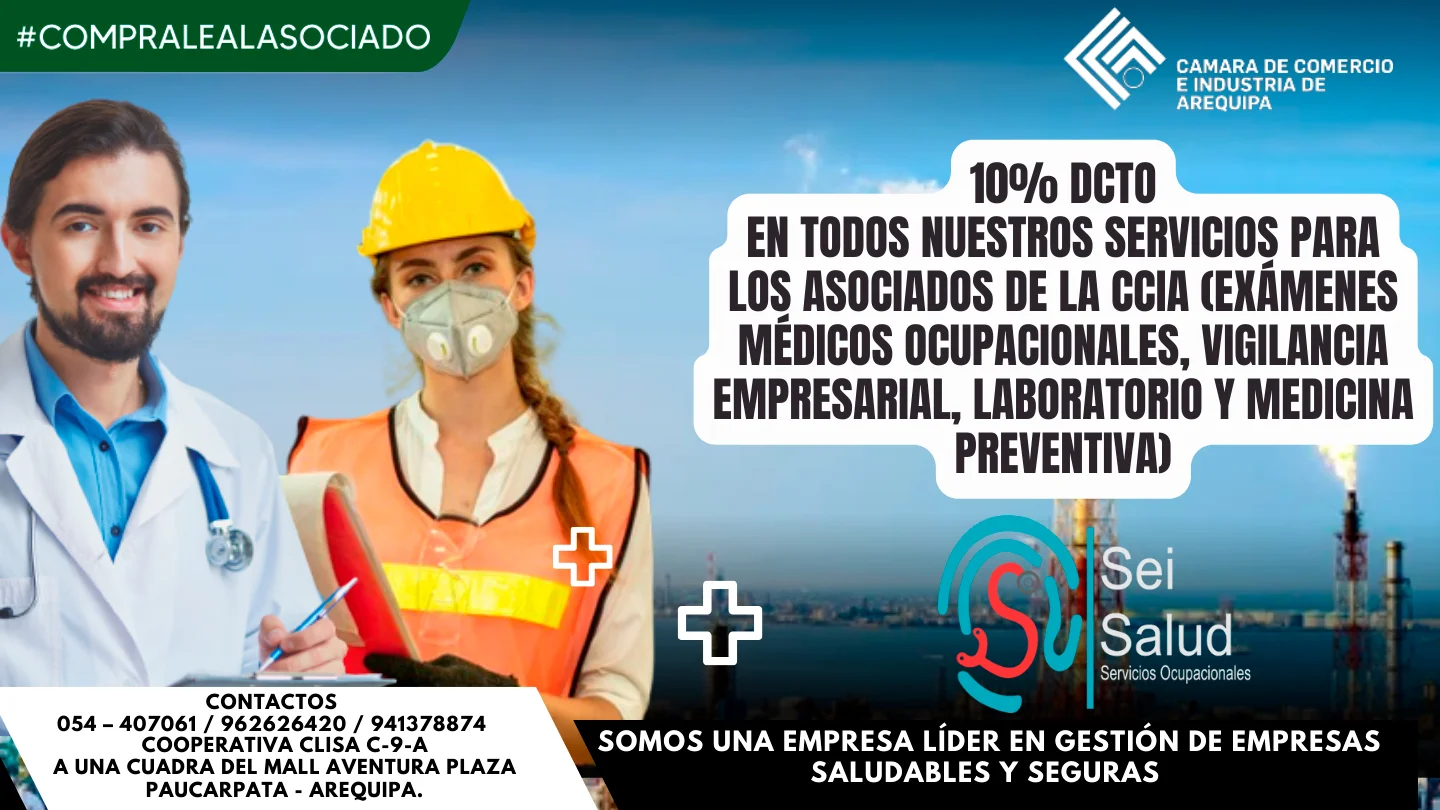 #COMPRALEALASOCIADO
CAMARA DE COMERCIO
E INDUSTRIA DE
AREQUIPA
10% DCTO
EN TODOS NUESTROS SERVICIOS PARA
LOS ASOCIADOS DE LA CCIA (EXÁMENES
MÉDICOS OCUPACIONALES, VIGILANCIA
EMPRESARIAL, LABORATORIO Y MEDICINA
PREVENTIVA)
Sei
Salud
Servicios Ocupacionales
CONTACTOS
054 – 407061 / 962626420 / 941378874
COOPERATIVA CLISA C-9-A
A UNA CUADRA DEL MALL AVENTURA PLAZA
PAUCARPATA - AREQUIPA.
SOMOS UNA EMPRESA LÍDER EN GESTIÓN DE EMPRESAS
SALUDABLES Y SEGURAS